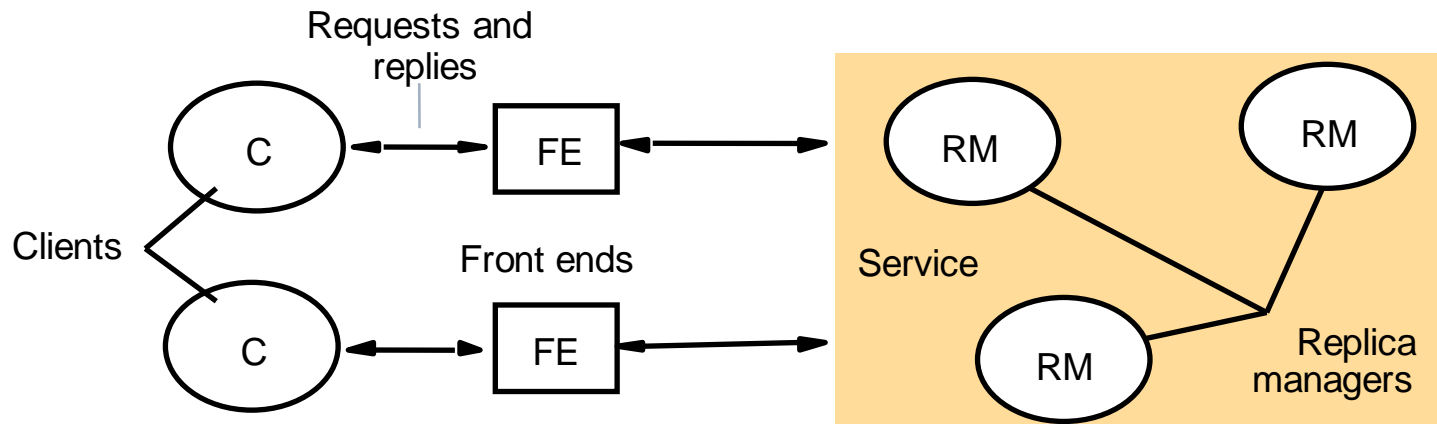 Requests and
replies
C
FE
RM
RM
Clients
Front ends
Service
C
FE
RM
Replica
managers